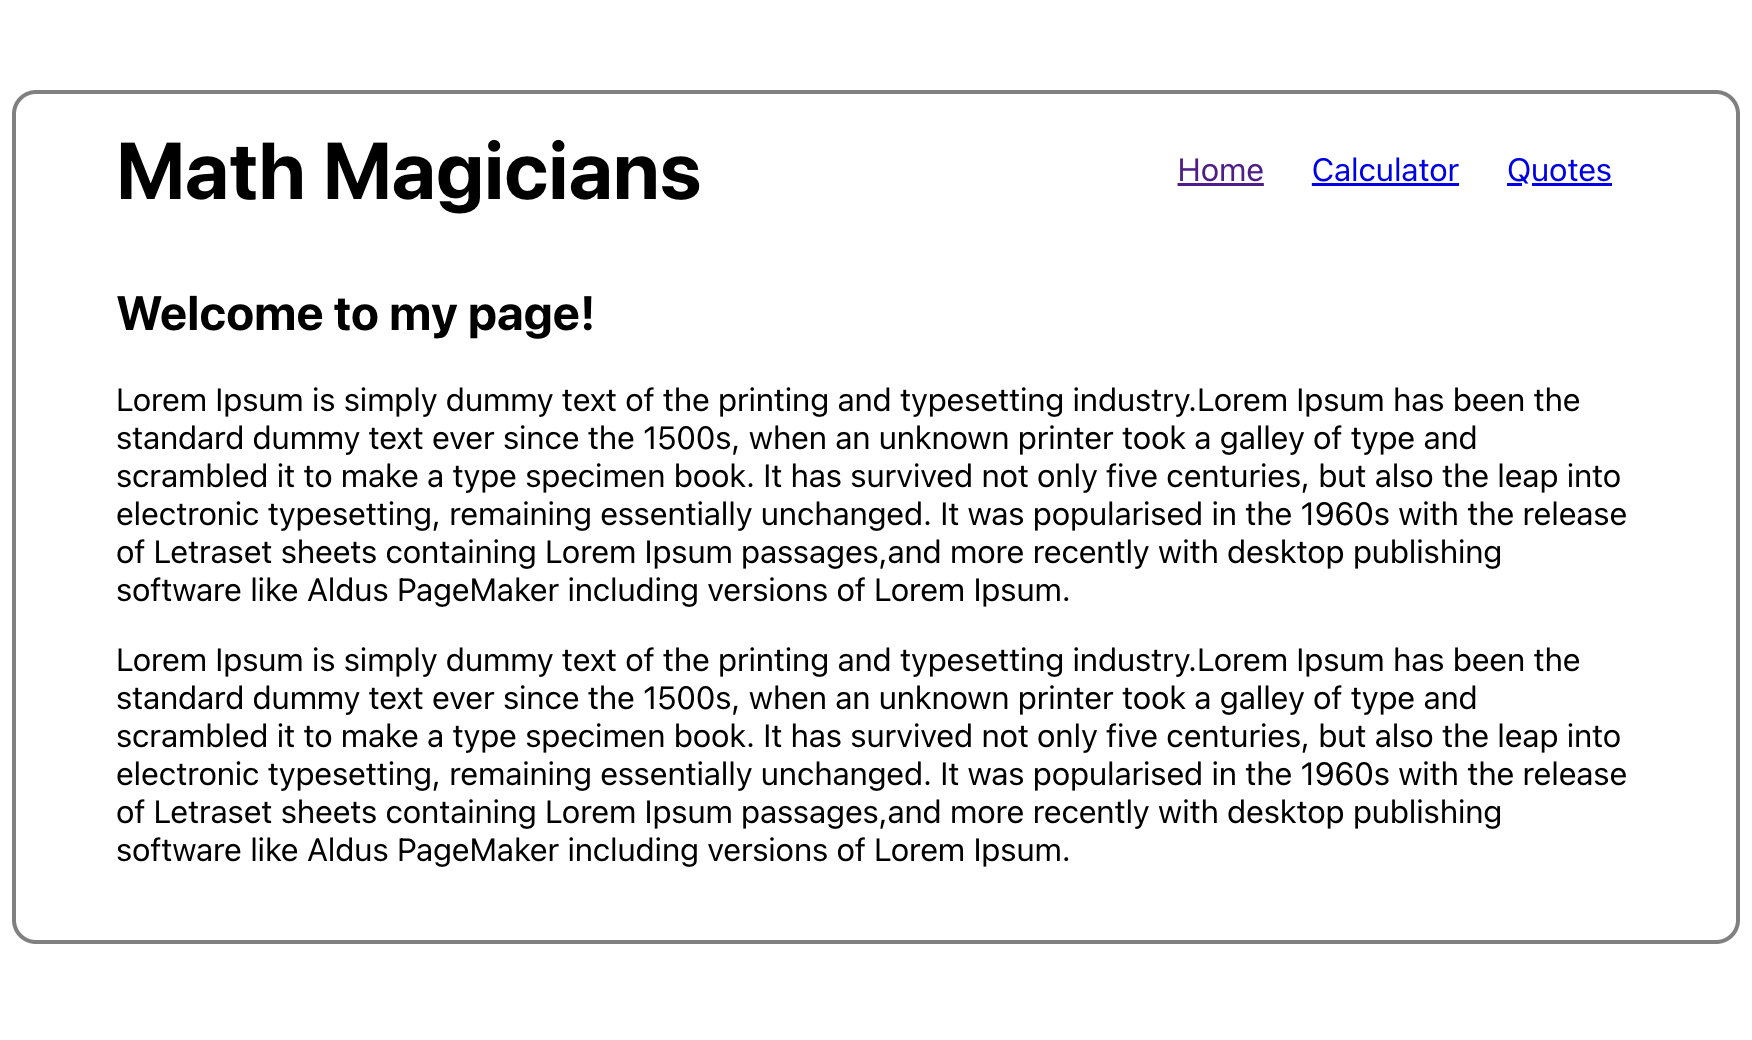 Math Magicians
Home Calculator Quotes
Welcome to my page!
Lorem Ipsum is simply dummy text of the printing and typesetting industry.Lorem Ipsum has been the
standard dummy text ever since the 1500s, when an unknown printer took a galley of type and
scrambled it to make a type specimen book. It has survived not only five centuries, but also the leap into
electronic typesetting, remaining essentially unchanged. It was popularised in the 1960s with the release
of Letraset sheets containing Lorem Ipsum passages,and more recently with desktop publishing
software like Aldus PageMaker including versions of Lorem Ipsum.
Lorem Ipsum is simply dummy text of the printing and typesetting industry.Lorem Ipsum has been the
standard dummy text ever since the 1500s, when an unknown printer took a galley of type and
scrambled it to make a type specimen book. It has survived not only five centuries, but also the leap into
electronic typesetting, remaining essentially unchanged. It was popularised in the 1960s with the release
of Letraset sheets containing Lorem Ipsum passages,and more recently with desktop publishing
software like Aldus PageMaker including versions of Lorem Ipsum.